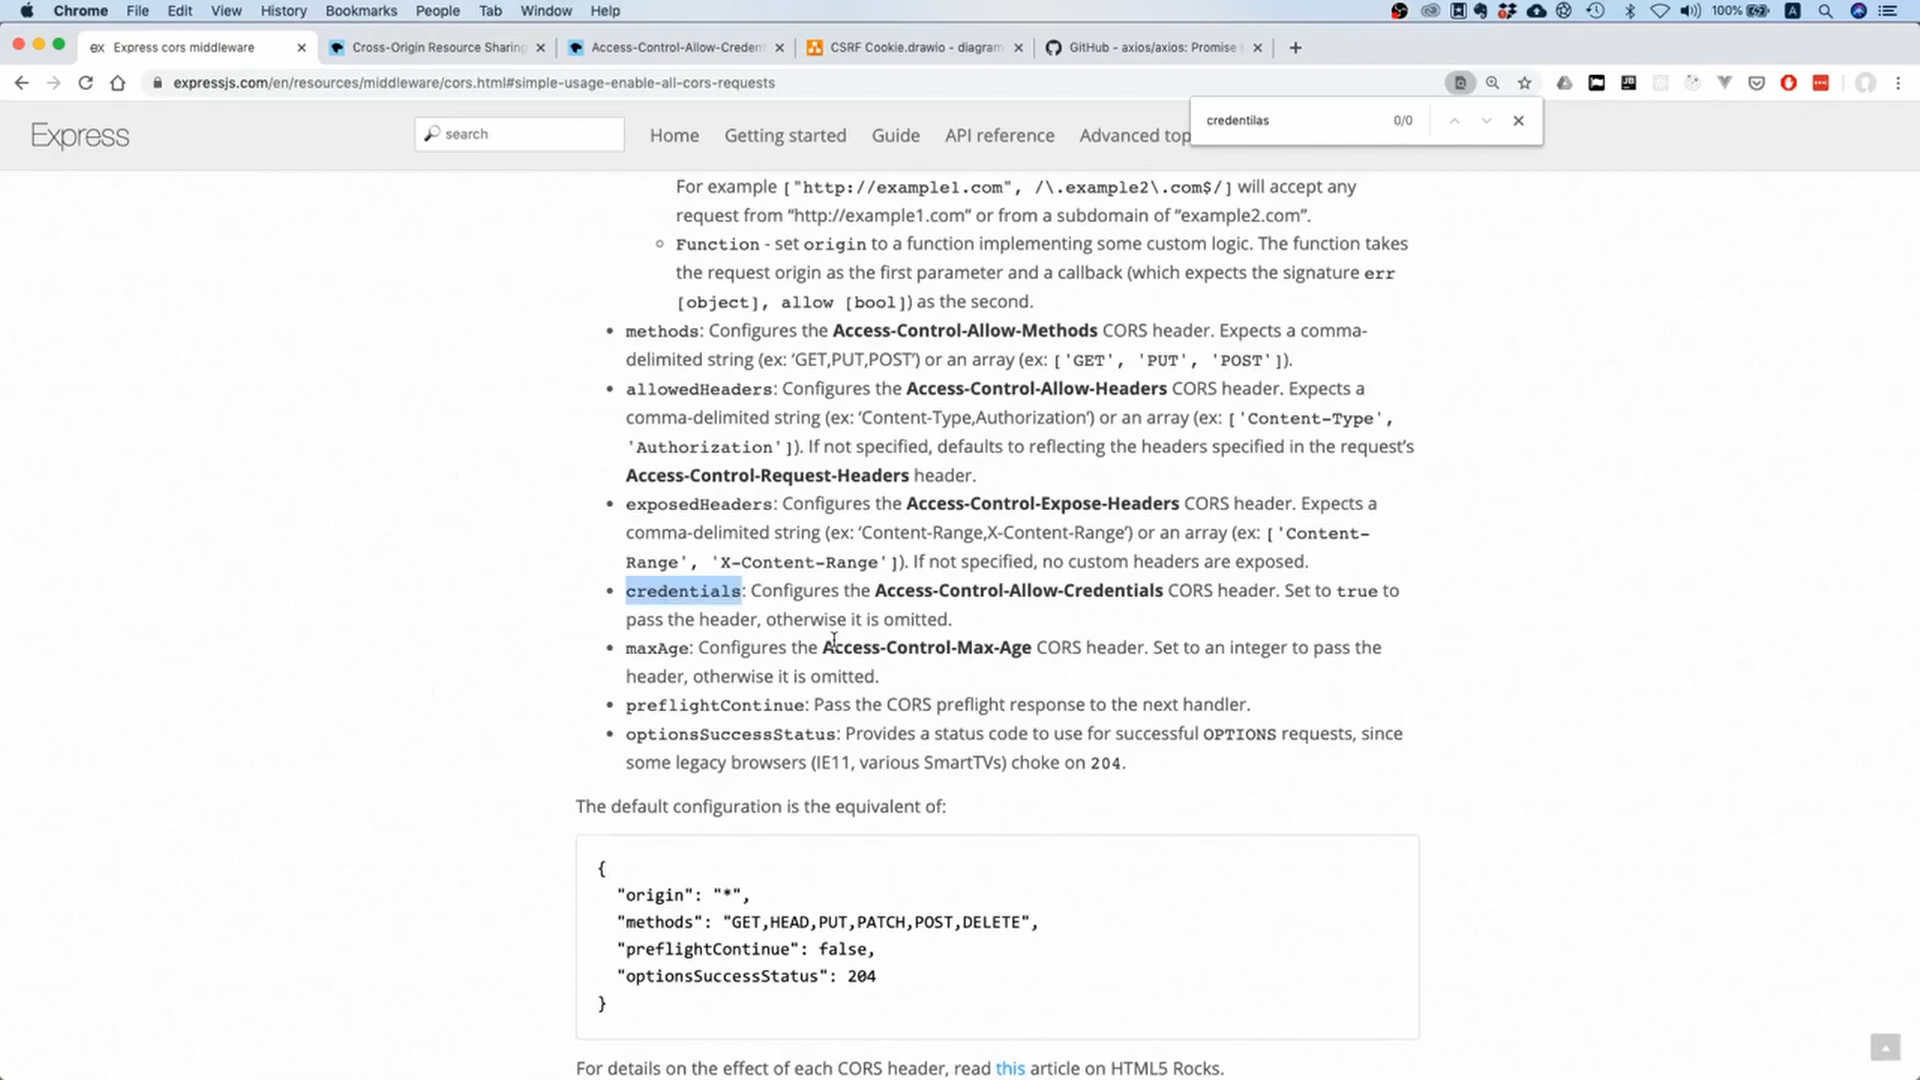 Chrome File Edit View History Bookmarks People Tab Window Help 100% A
ex Express cors middleware Cross-Origin Resource Sharing Access-Control-Allow-Creden CSRF Cookie.drawio - diagram GitHub - axios/axios: Promise
expressjs.com/en/resources/middleware/cors.html#simple-usage-enable-all-cors-requests
credentilas 0/0
Express search Home Getting started Guide API reference Advanced top
For example ["http://example1.com", /\.example2\.com$/] will accept any
request from “http://example1.com” or from a subdomain of “example2.com”.
Function - set origin to a function implementing some custom logic. The function takes
the request origin as the first parameter and a callback (which expects the signature err
[object], allow [bool]) as the second.
methods: Configures the Access-Control-Allow-Methods CORS header. Expects a comma-
delimited string (ex: ‘GET,PUT,POST’) or an array (ex: ['GET', 'PUT', 'POST']).
allowedHeaders: Configures the Access-Control-Allow-Headers CORS header. Expects a
comma-delimited string (ex: ‘Content-Type,Authorization’) or an array (ex: ['Content-Type',
'Authorization']). If not specified, defaults to reflecting the headers specified in the request’s
Access-Control-Request-Headers header.
exposedHeaders: Configures the Access-Control-Expose-Headers CORS header. Expects a
comma-delimited string (ex: ‘Content-Range,X-Content-Range’) or an array (ex: ['Content-
Range', 'X-Content-Range']). If not specified, no custom headers are exposed.
credentials: Configures the Access-Control-Allow-Credentials CORS header. Set to true to
pass the header, otherwise it is omitted.
maxAge: Configures the Access-Control-Max-Age CORS header. Set to an integer to pass the
header, otherwise it is omitted.
preflightContinue: Pass the CORS preflight response to the next handler.
optionsSuccessStatus: Provides a status code to use for successful OPTIONS requests, since
some legacy browsers (IE11, various SmartTVs) choke on 204.
The default configuration is the equivalent of:
{
"origin": "*",
"methods": "GET,HEAD,PUT,PATCH,POST,DELETE",
"preflightContinue": false,
"optionsSuccessStatus": 204
}
For details on the effect of each CORS header, read this article on HTML5 Rocks.